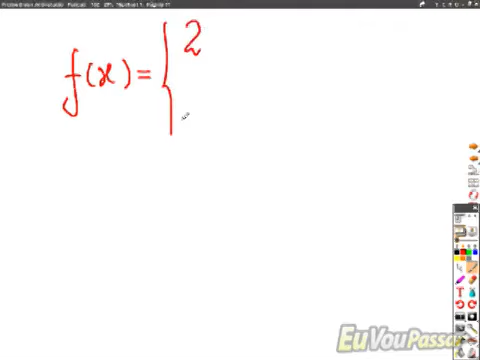 f(x) = { 2
EuVouPassar